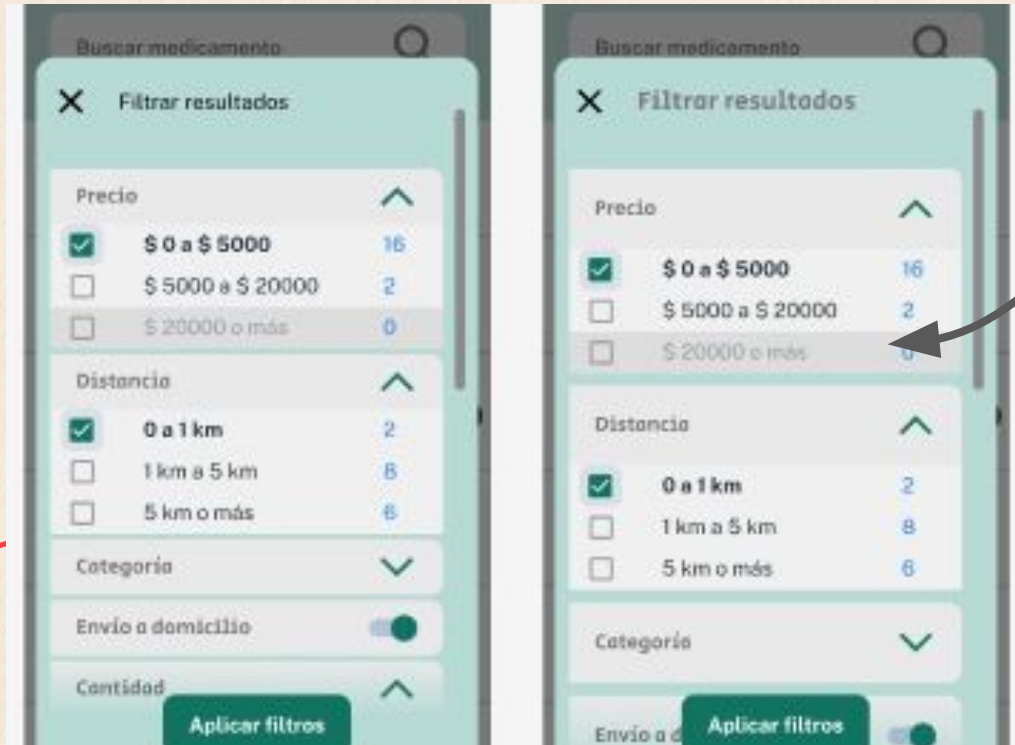 Buscar medicamento
Filtrar resultados
Precio
$ 0 a $ 5000 16
$ 5000 a $ 20000 2
$ 20000 o más 0
Distancia
0 a 1 km 2
1 km a 5 km 8
5 km o más 6
Categoría
Envío a domicilio
Cantidad
Aplicar filtros
Buscar medicamento
Filtrar resultados
Precio
$ 0 a $ 5000 16
$ 5000 a $ 20000 2
$ 20000 o más
Distancia
0 a 1 km 2
1 km a 5 km 8
5 km o más 6
Categoría
Envío a d
Aplicar filtros